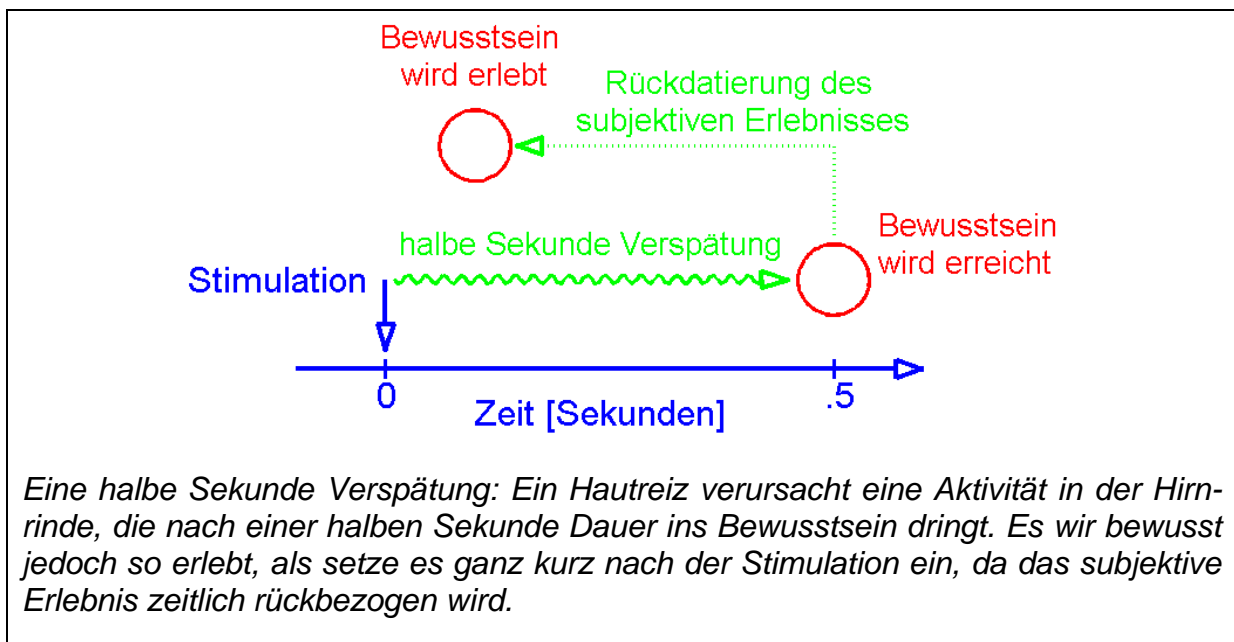 Bewusstsein
wird erlebt
Rückdatierung des
subjektiven Erlebnisses
halbe Sekunde Verspätung
Bewusstsein
wird erreicht
Stimulation
0
.5
Zeit [Sekunden]
Eine halbe Sekunde Verspätung: Ein Hautreiz verursacht eine Aktivität in der Hirn-
rinde, die nach einer halben Sekunde Dauer ins Bewusstsein dringt. Es wir bewusst
jedoch so erlebt, als setze es ganz kurz nach der Stimulation ein, da das subjektive
Erlebnis zeitlich rückbezogen wird.